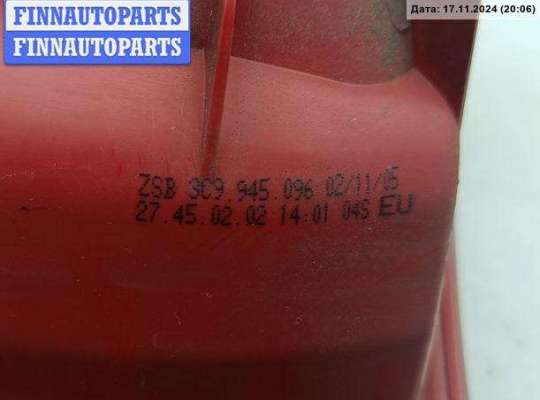 FINNAUTOPARTS
FINNAUTOPARTS
Дата: 17.11.2024 (20:06)
ZSB 3C9 945.096 02/11/05
27.45.02.02 14:01 04S EU